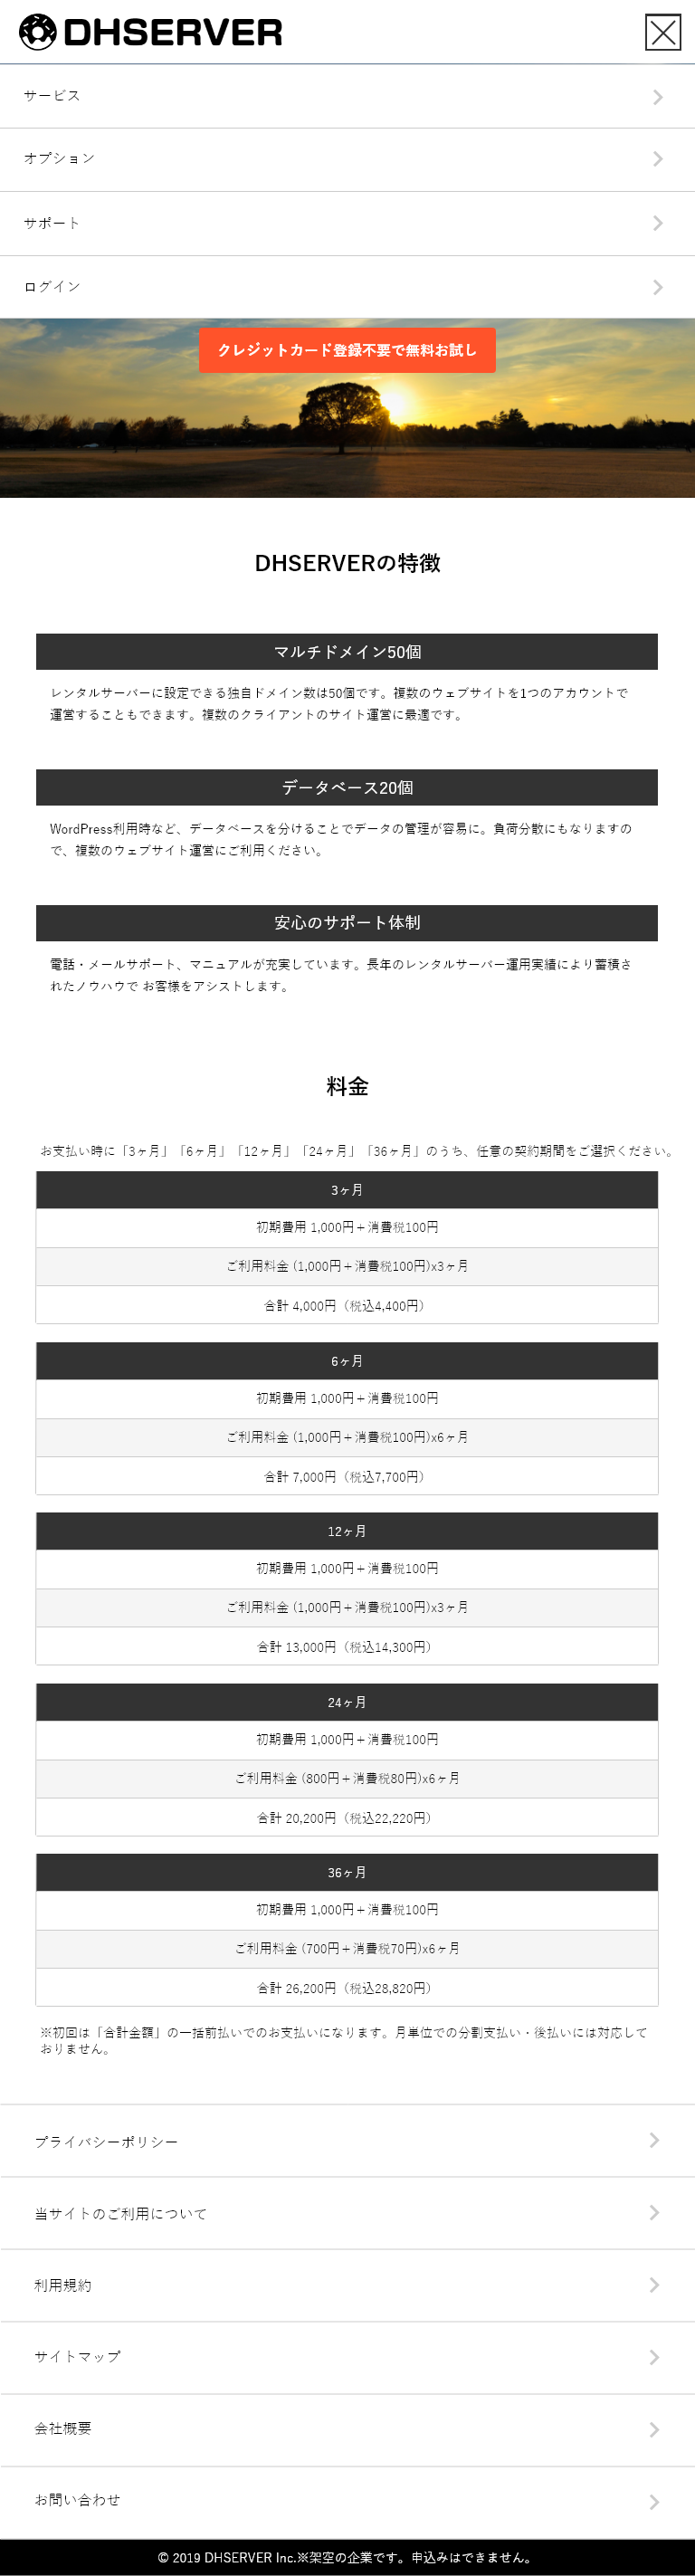 DHSERVER
サービス
オプション
サポート
ログイン
クレジットカード登録不要で無料お試し
DHSERVERの特徴
マルチドメイン50個
レンタルサーバーに設定できる独自ドメイン数は50個です。複数のウェブサイトを1つのアカウントで
運営することもできます。複数のクライアントのサイト運営に最適です。
データベース20個
WordPress利用時など、データベースを分けることでデータの管理が容易に。負荷分散にもなりますの
で、複数のウェブサイト運営にご利用ください。
安心のサポート体制
電話・メールサポート、マニュアルが充実しています。長年のレンタルサーバー運用実績により蓄積さ
れたノウハウで お客様をアシストします。
料金
お支払い時に「3ヶ月」「6ヶ月」「12ヶ月」「24ヶ月」「36ヶ月」のうち、任意の契約期間をご選択ください。
3ヶ月
初期費用 1,000円＋消費税100円
ご利用料金 (1,000円＋消費税100円)x3ヶ月
合計 4,000円（税込4,400円）
6ヶ月
初期費用 1,000円＋消費税100円
ご利用料金 (1,000円＋消費税100円)x6ヶ月
合計 7,000円（税込7,700円）
12ヶ月
初期費用 1,000円＋消費税100円
ご利用料金 (1,000円＋消費税100円)x3ヶ月
合計 13,000円（税込14,300円）
24ヶ月
初期費用 1,000円＋消費税100円
ご利用料金 (800円＋消費税80円)x6ヶ月
合計 20,200円（税込22,220円）
36ヶ月
初期費用 1,000円＋消費税100円
ご利用料金 (700円＋消費税70円)x6ヶ月
合計 26,200円（税込28,820円）
※初回は「合計金額」の一括前払いでのお支払いになります。月単位での分割支払い・後払いには対応して
おりません。
プライバシーポリシー
当サイトのご利用について
利用規約
サイトマップ
会社概要
お問い合わせ
© 2019 DHSERVER Inc.※架空の企業です。申込みはできません。